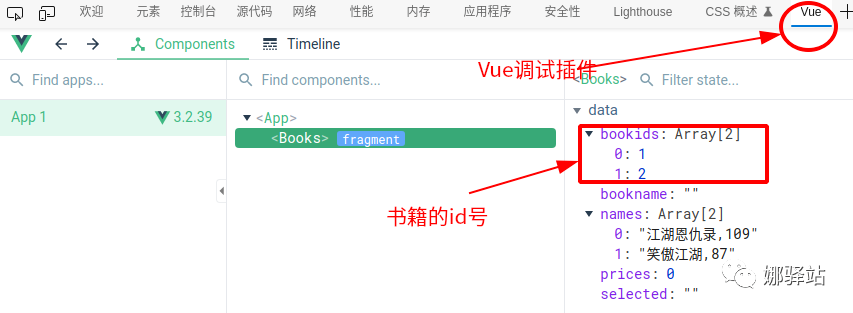 欢迎 元素 控制台 源代码 网络 性能 内存 应用程序 安全性 Lighthouse CSS 概述 Vue
Components Timeline
Vue调试插件
Find apps... Find components... <Books> Filter state...
App 1 3.2.39
<App>
<Books> fragment
data
bookids: Array[2]
0: 1
1: 2
书籍的id号
bookname: ""
names: Array[2]
0: "江湖恩仇录,109"
1: "笑傲江湖,87"
prices: 0
selected: ""
娜驿站